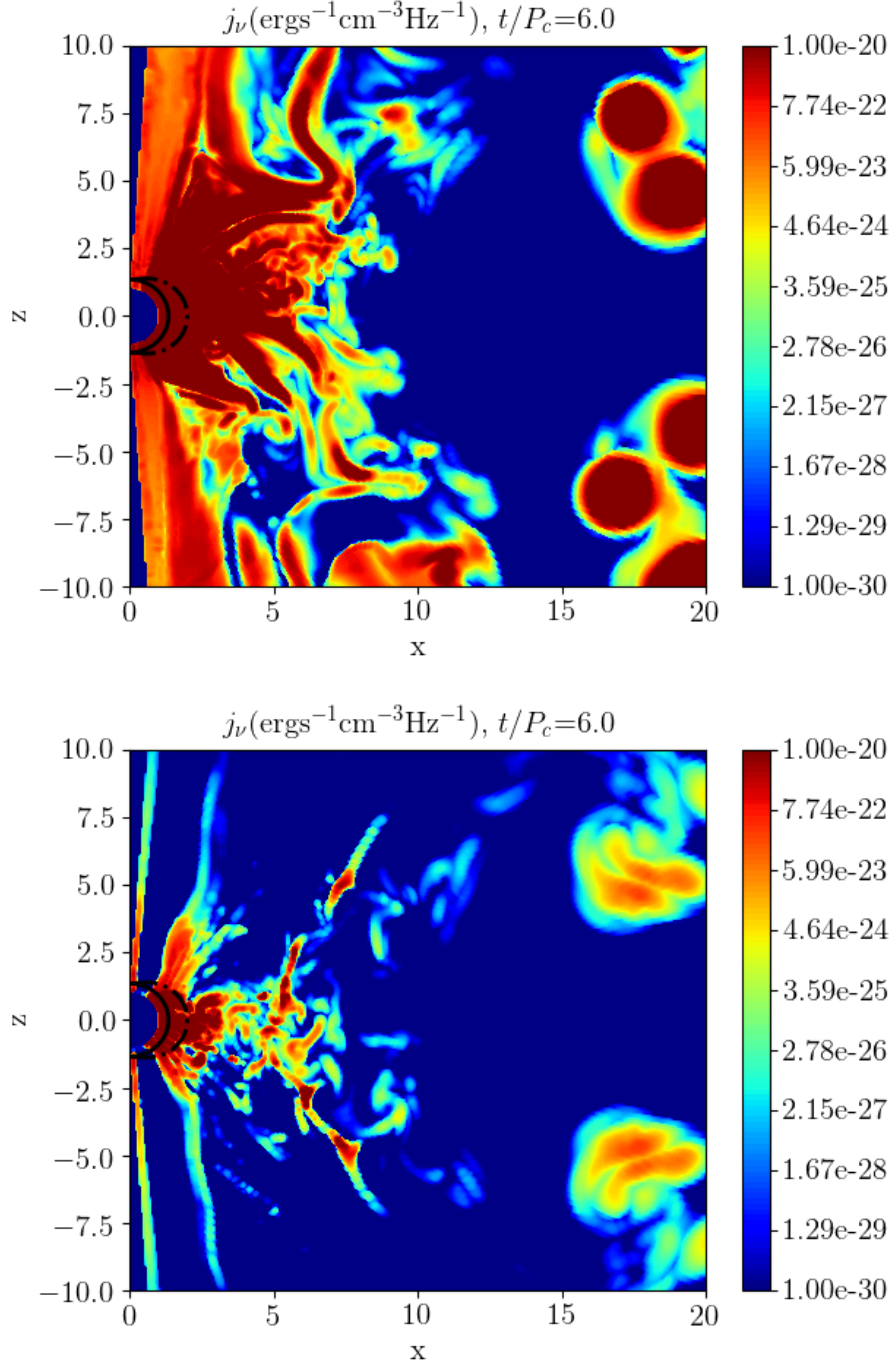 j_ν(ergs⁻¹cm⁻³Hz⁻¹), t/P_c=6.0
10.0
7.5
5.0
2.5
0.0
−2.5
−5.0
−7.5
−10.0
z
0
5
10
15
20
x
1.00e-20
7.74e-22
5.99e-23
4.64e-24
3.59e-25
2.78e-26
2.15e-27
1.67e-28
1.29e-29
1.00e-30
j_ν(ergs⁻¹cm⁻³Hz⁻¹), t/P_c=6.0
10.0
7.5
5.0
2.5
0.0
−2.5
−5.0
−7.5
−10.0
z
0
5
10
15
20
x
1.00e-20
7.74e-22
5.99e-23
4.64e-24
3.59e-25
2.78e-26
2.15e-27
1.67e-28
1.29e-29
1.00e-30